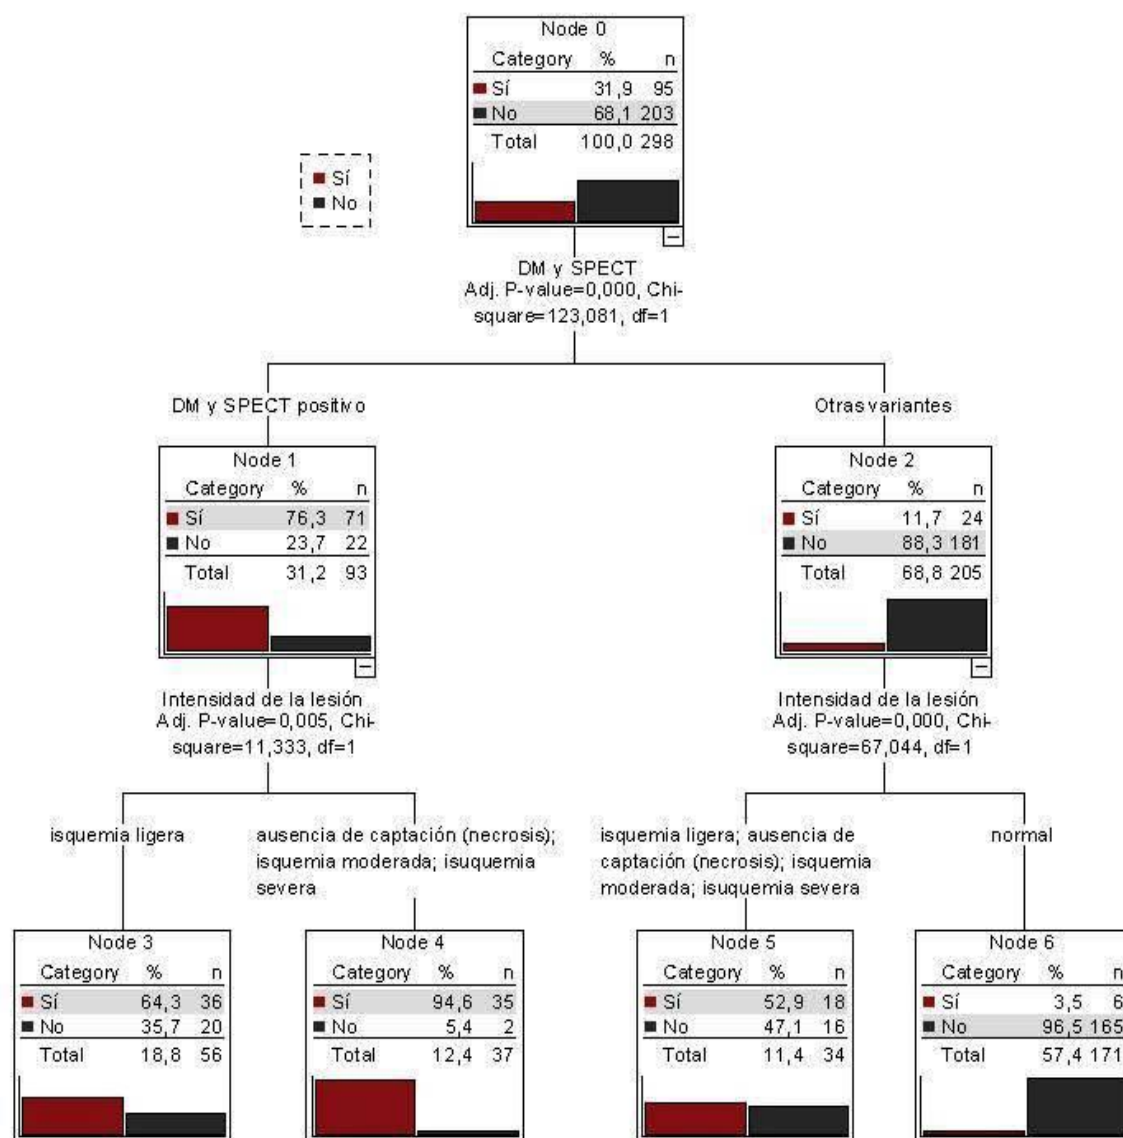 Node 0
Category % n
Sí 31,9 95
No 68,1 203
Total 100,0 298
Sí
No
DM y SPECT
Adj. P-value=0,000, Chi-
square=123,081, df=1
DM y SPECT positivo
Otras variantes
Node 1
Category % n
Sí 76,3 71
No 23,7 22
Total 31,2 93
Node 2
Category % n
Sí 11,7 24
No 88,3 181
Total 68,8 205
Intensidad de la lesión
Adj. P-value=0,005, Chi-
square=11,333, df=1
Intensidad de la lesión
Adj. P-value=0,000, Chi-
square=67,044, df=1
isquemia ligera
ausencia de captación (necrosis);
isquemia moderada; isuquemia
severa
isquemia ligera; ausencia de
captación (necrosis); isquemia
moderada; isuquemia severa
normal
Node 3
Category % n
Sí 64,3 36
No 35,7 20
Total 18,8 56
Node 4
Category % n
Sí 94,6 35
No 5,4 2
Total 12,4 37
Node 5
Category % n
Sí 52,9 18
No 47,1 16
Total 11,4 34
Node 6
Category % n
Sí 3,5 6
No 96,5 165
Total 57,4 171